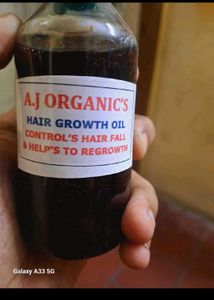 A.J ORGANIC'S
HAIR GROWTH OIL
CONTROL'S HAIR FALL
& HELP'S TO REGROWTH
Galaxy A33 5G